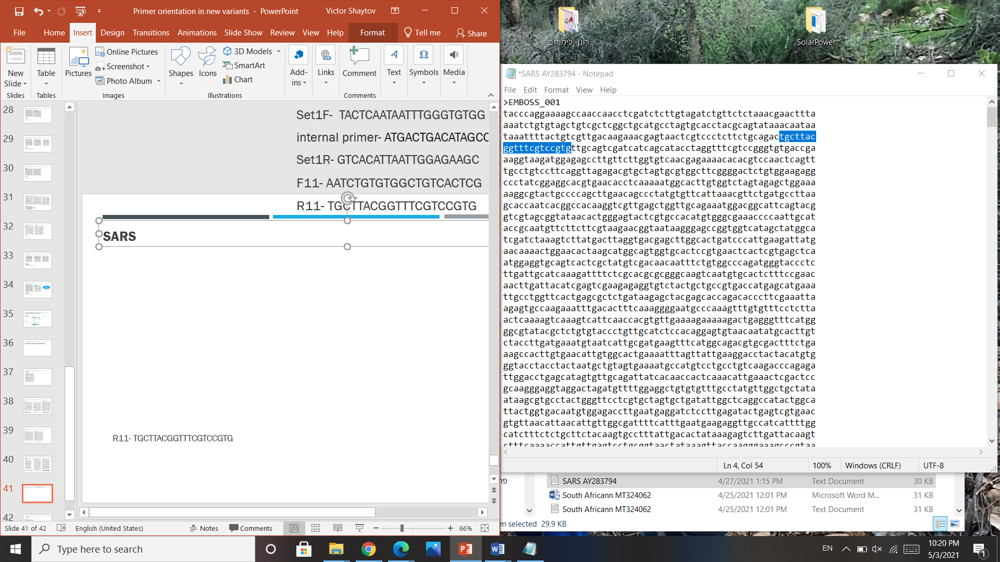 Primer orientation in new variants - PowerPoint
Victor Shaytov
File Home Insert Design Transitions Animations Slide Show Review View Help Format Tell me Share
New Slide
Table
Pictures
Online Pictures
Screenshot
Photo Album
Shapes
Icons
3D Models
SmartArt
Chart
Add-ins
Links
Comment
Text
Symbols
Media
Slides Tables Images Illustrations Comments
28
29
30
31
32
33
34
35
36
37
38
39
40
41
42
Set1F- TACTCAATAATTTGGGTGTGG
internal primer- ATGACTGACATAGCC
Set1R- GTCACATTAATTGGAGAAGC
F11- AATCTGTGTGGCTGTCACTCG
R11- TGCTTACGGTTTCGTCCGTG
SARS
R11- TGCTTACGGTTTCGTCCGTG
Slide 41 of 42 English (United States) Notes Comments 66%
רונן- לימודים
SolarPower
*SARS AY283794 - Notepad
File Edit Format View Help
>EMBOSS_001
tacccaggaaaagccaaccaacctcgatctcttgtagatctgttctctaaacgaacttta
aaatctgtgtagctgtcgctcggctgcatgcctagtgcacctacgcagtataaacaataa
taaattttactgtcgttgacaagaaacgagtaactcgtccctcttctgcagactgcttac
ggtttcgtccgtgttgcagtcgatcatcagcatacctaggtttcgtccgggtgtgaccga
aaggtaagatggagagccttgttcttggtgtcaacgagaaaacacacgtccaactcagtt
tgcctgtccttcaggttagagacgtgctagtgcgtggcttcggggactctgtggaagagg
ccctatcggaggcacgtgaacacctcaaaaatggcacttgtggtctagtagagctggaaa
aaggcgtactgccccagcttgaacagccctatgtgttcattaaacgttctgatgccttaa
gcaccaatcacggccacaaggtcgttgagctggttgcagaaatggacggcattcagtacg
gtcgtagcggtataacactgggagtactcgtgccacatgtgggcgaaaccccaattgcat
accgcaatgttcttcttcgtaagaacggtaataagggagccggtggtcatagctatggca
tcgatctaaagtcttatgacttaggtgacgagcttggcactgatcccattgaagattatg
aacaaaactggaacactaagcatggcagtggtgcactccgtgaactcactcgtgagctca
atggaggtgcagtcactcgctatgtcgacaacaatttctgtggcccagatgggtaccctc
ttgattgcatcaaagattttctcgcacgcgcgggcaagtcaatgtgcactctttccgaac
aacttgattacatcgagtcgaagagaggtgtctactgctgccgtgaccatgagcatgaaa
ttgcctggttcactgagcgctctgataagagctacgagcaccagacacccttcgaaatta
agagtgccaagaaatttgacactttcaaaggggaatgcccaaagtttgtgtttcctctta
actcaaaagtcaaagtcattcaaccacgtgttgaaaagaaaaagactgagggtttcatgg
ggcgtatacgctctgtgtaccctgttgcatctccacaggagtgtaacaatatgcacttgt
ctaccttgatgaaatgtaatcattgcgatgaagtttcatggcagacgtgcgactttctga
aagccacttgtgaacattgtggcactgaaaatttagttattgaaggacctactacatgtg
ggtacctacctactaatgctgtagtgaaaatgccatgtcctgcctgtcaagacccagaga
ttggacctgagcatagtgttgcagattatcacaaccactcaaacattgaaactcgactcc
gcaagggaggtaggactagatgttttggaggctgtgtgtttgcctatgttggctgctata
ataagcgtgcctactgggttcctcgtgctagtgctgatattggctcaggccatactggca
ttactggtgacaatgtggagaccttgaatgaggatctccttgagatactgagtcgtgaac
gtgttaacattaacattgttggcgattttcatttgaatgaagaggttgccatcattttgg
catctttctctgcttctacaagtgcctttattgacactataaagagtcttgattacaagt
ctttcaaaaccattgttgagtcctgcggtaactataaagttaccaagggaaagcccgtaa
Ln 4, Col 54 100% Windows (CRLF) UTF-8
SARS AY283794 4/27/2021 1:15 PM Text Document 30 KB
South Africann MT324062 4/25/2021 12:01 PM Microsoft Word M... 31 KB
South Africann MT324062 4/25/2021 12:01 PM Text Document 31 KB
m selected 29.9 KB
Type here to search
EN
10:20 PM
5/3/2021
1